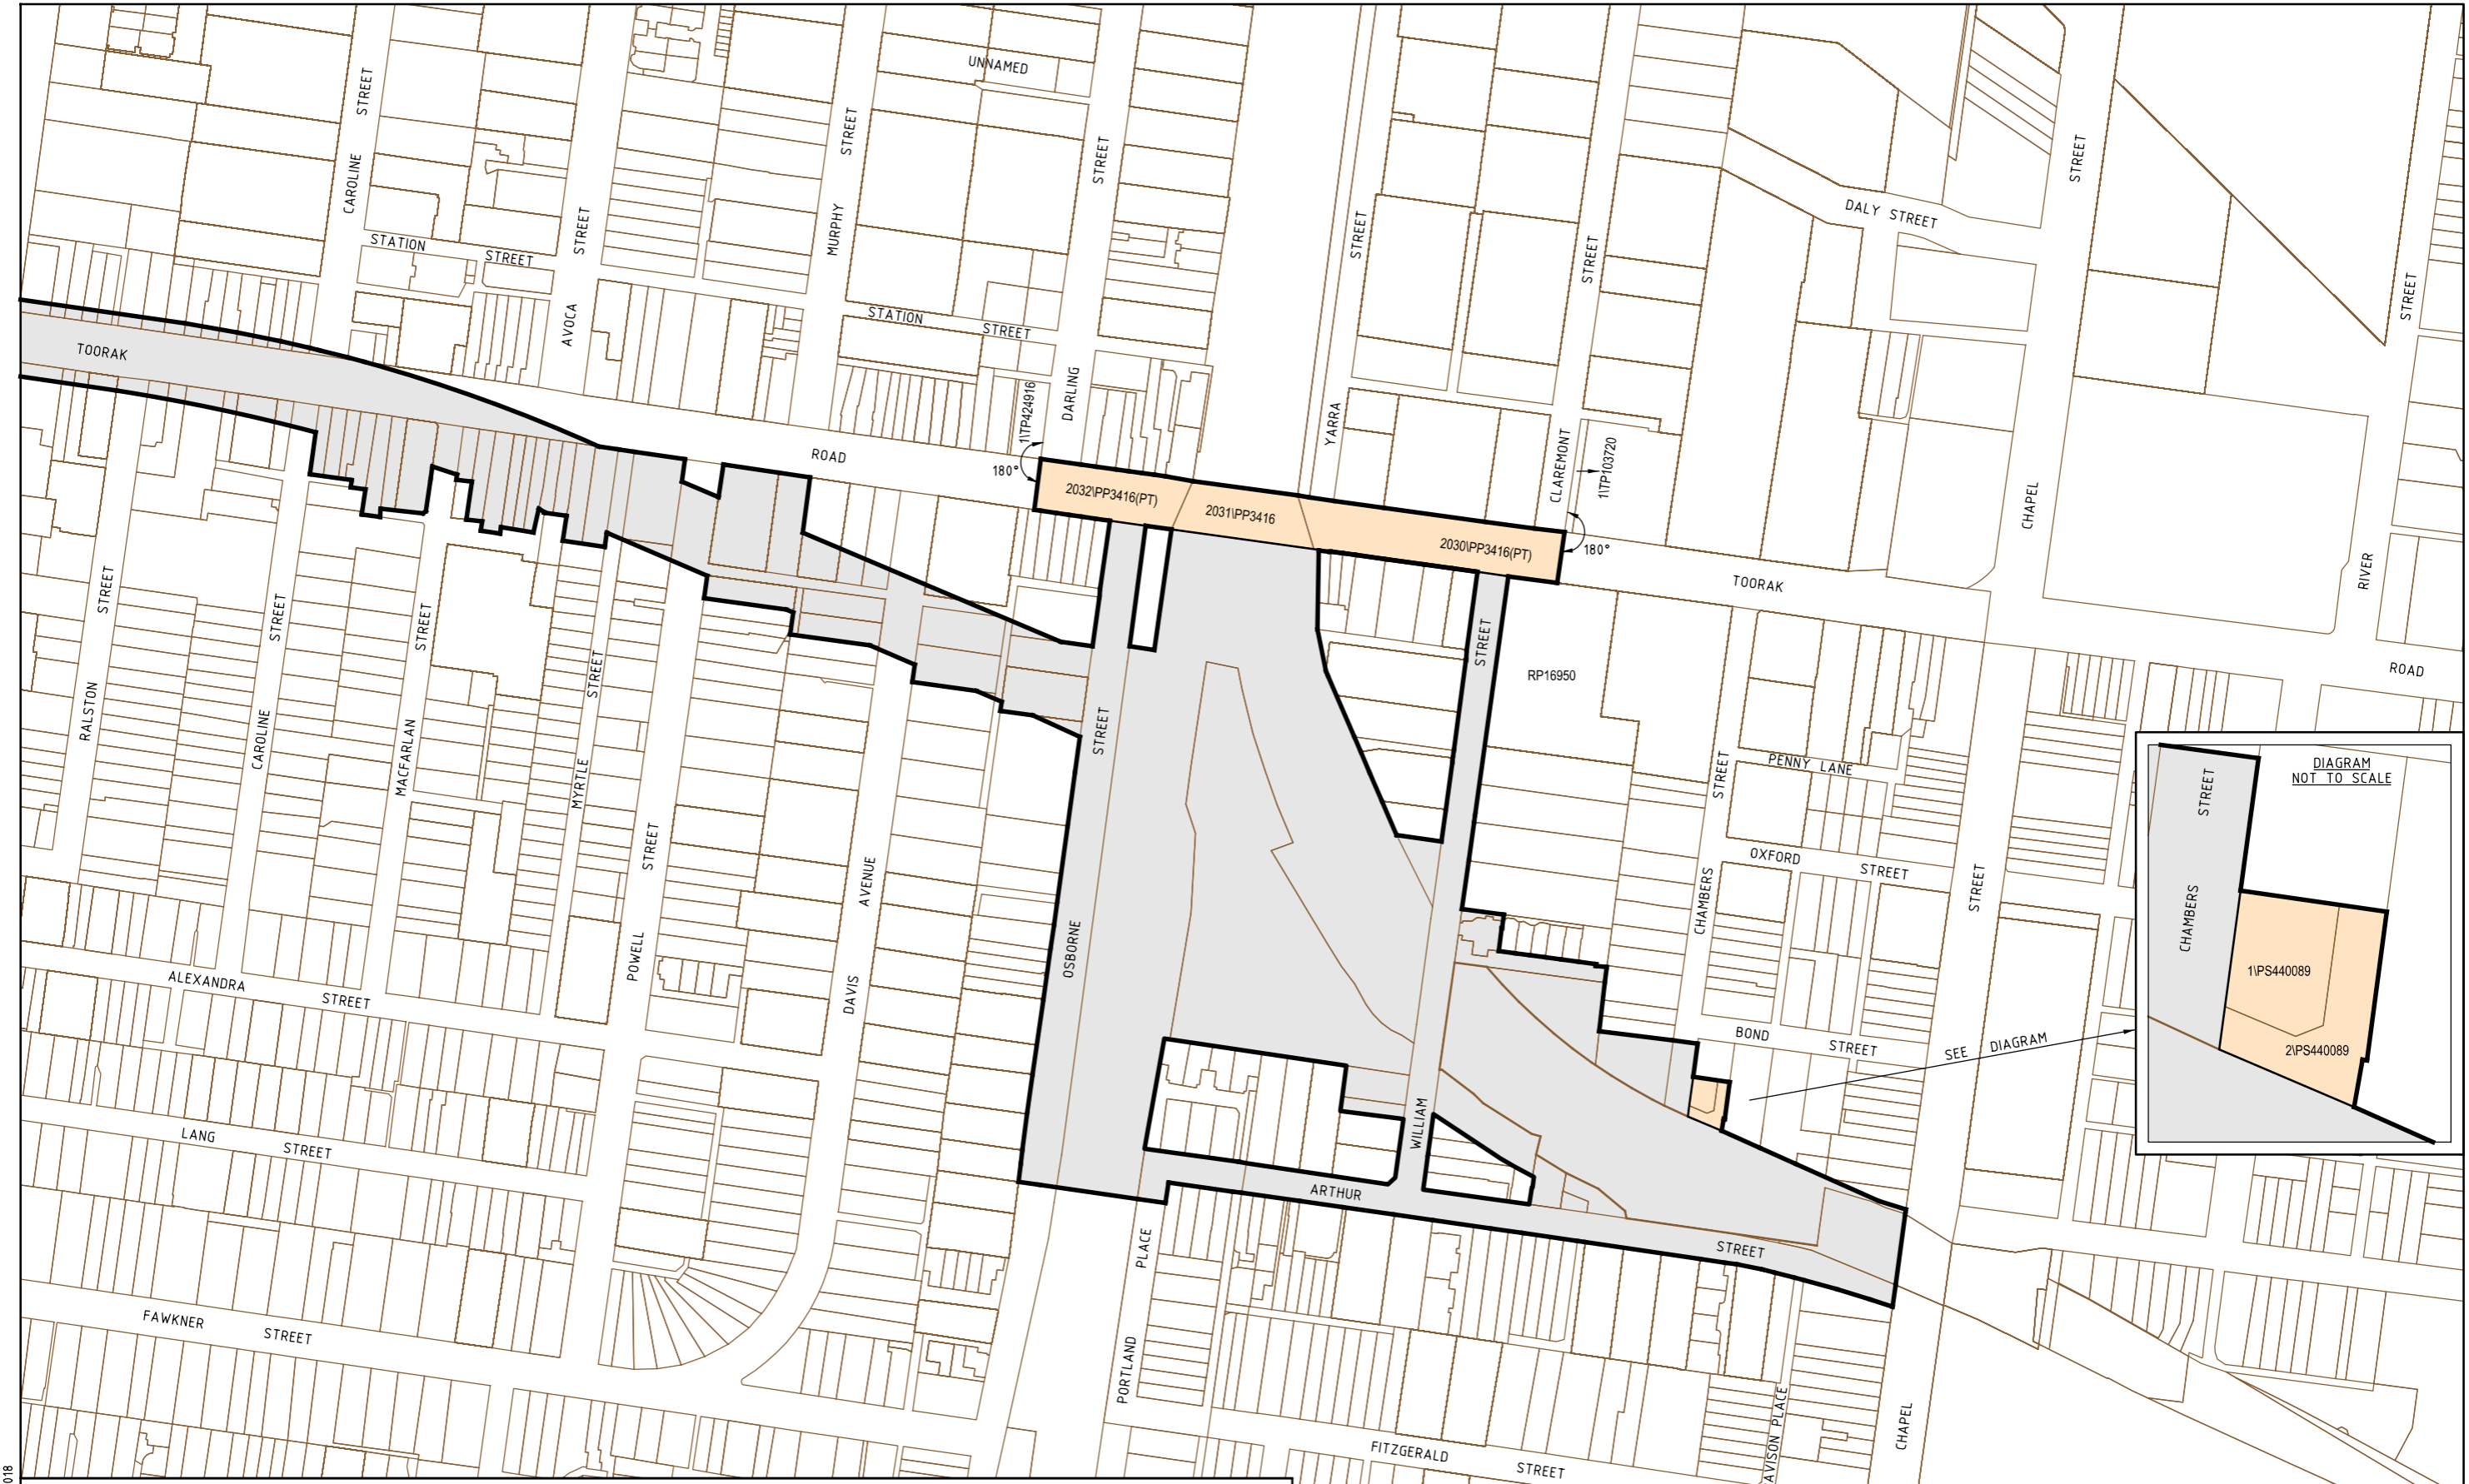 UNNAMED
CAROLINE STREET
STREET
MURPHY STREET
STREET
STREET
DALY STREET
STATION STREET
AVOCA
STREET
STATION STREET
STREET
TOORAK
1\TP424916
DARLING
YARRA
CLAREMONT
1\TP103720
CHAPEL
STREET
ROAD
180°
2032\PP3416(PT)
2031\PP3416
2030\PP3416(PT)
180°
TOORAK
RIVER
ROAD
RALSTON STREET
CAROLINE STREET
MACFARLAN STREET
MYRTLE STREET
POWELL STREET
DAVIS AVENUE
OSBORNE STREET
STREET
RP16950
CHAMBERS STREET
PENNY LANE
OXFORD STREET
STREET
DIAGRAM
NOT TO SCALE
CHAMBERS STREET
1\PS440089
2\PS440089
ALEXANDRA STREET
BOND STREET
SEE DIAGRAM
LANG STREET
WILLIAM
ARTHUR STREET
PORTLAND PLACE
FAWKNER STREET
FITZGERALD STREET
AVISON PLACE
CHAPEL
018